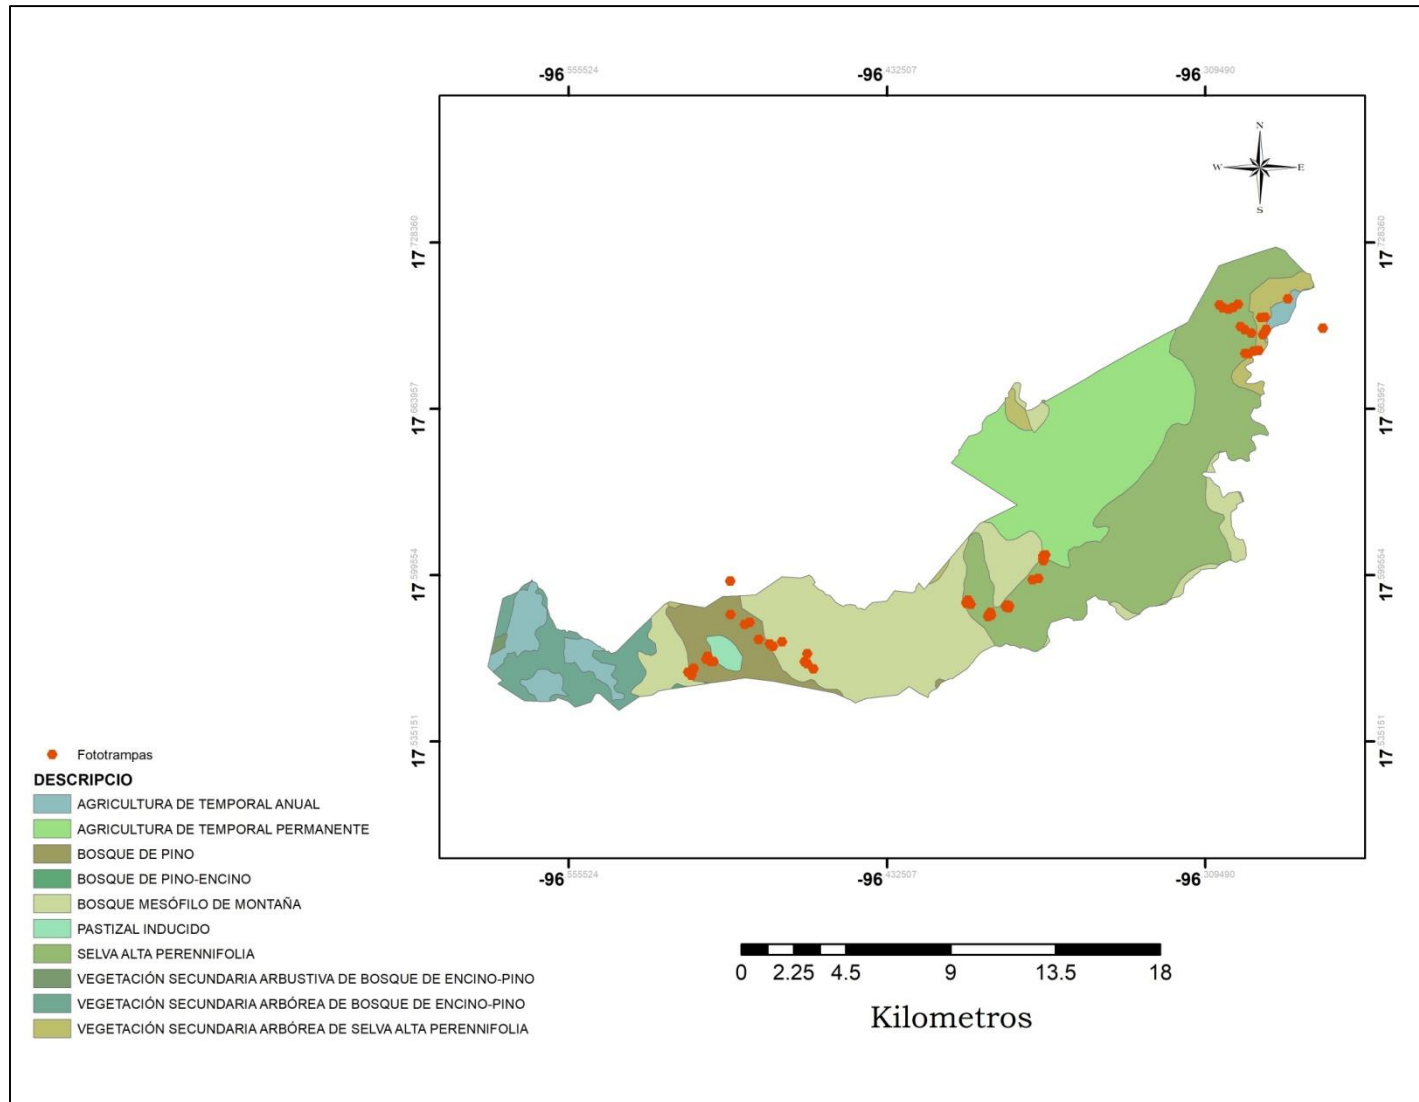 -96 555524
-96 432507
-96 309490
N
W E
S
17 728360
17 728360
17 663957
17 663957
17 599554
17 599554
17 535151
17 535151
-96 555524
-96 432507
-96 309490
Fototrampas
DESCRIPCIO
AGRICULTURA DE TEMPORAL ANUAL
AGRICULTURA DE TEMPORAL PERMANENTE
BOSQUE DE PINO
BOSQUE DE PINO-ENCINO
BOSQUE MESÓFILO DE MONTAÑA
PASTIZAL INDUCIDO
SELVA ALTA PERENNIFOLIA
VEGETACIÓN SECUNDARIA ARBUSTIVA DE BOSQUE DE ENCINO-PINO
VEGETACIÓN SECUNDARIA ARBÓREA DE BOSQUE DE ENCINO-PINO
VEGETACIÓN SECUNDARIA ARBÓREA DE SELVA ALTA PERENNIFOLIA
0 2.25 4.5 9 13.5 18
Kilometros